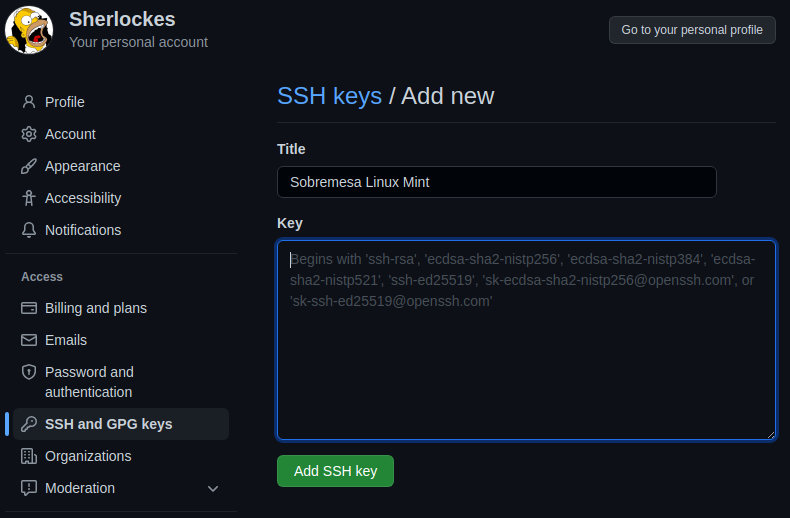 Sherlockes
Your personal account
Go to your personal profile
Profile
Account
Appearance
Accessibility
Notifications
Access
Billing and plans
Emails
Password and
authentication
SSH and GPG keys
Organizations
Moderation
SSH keys / Add new
Title
Sobremesa Linux Mint
Key
Begins with 'ssh-rsa', 'ecdsa-sha2-nistp256', 'ecdsa-sha2-nistp384', 'ecdsa-
sha2-nistp521', 'ssh-ed25519', 'sk-ecdsa-sha2-nistp256@openssh.com', or
'sk-ssh-ed25519@openssh.com'
Add SSH key